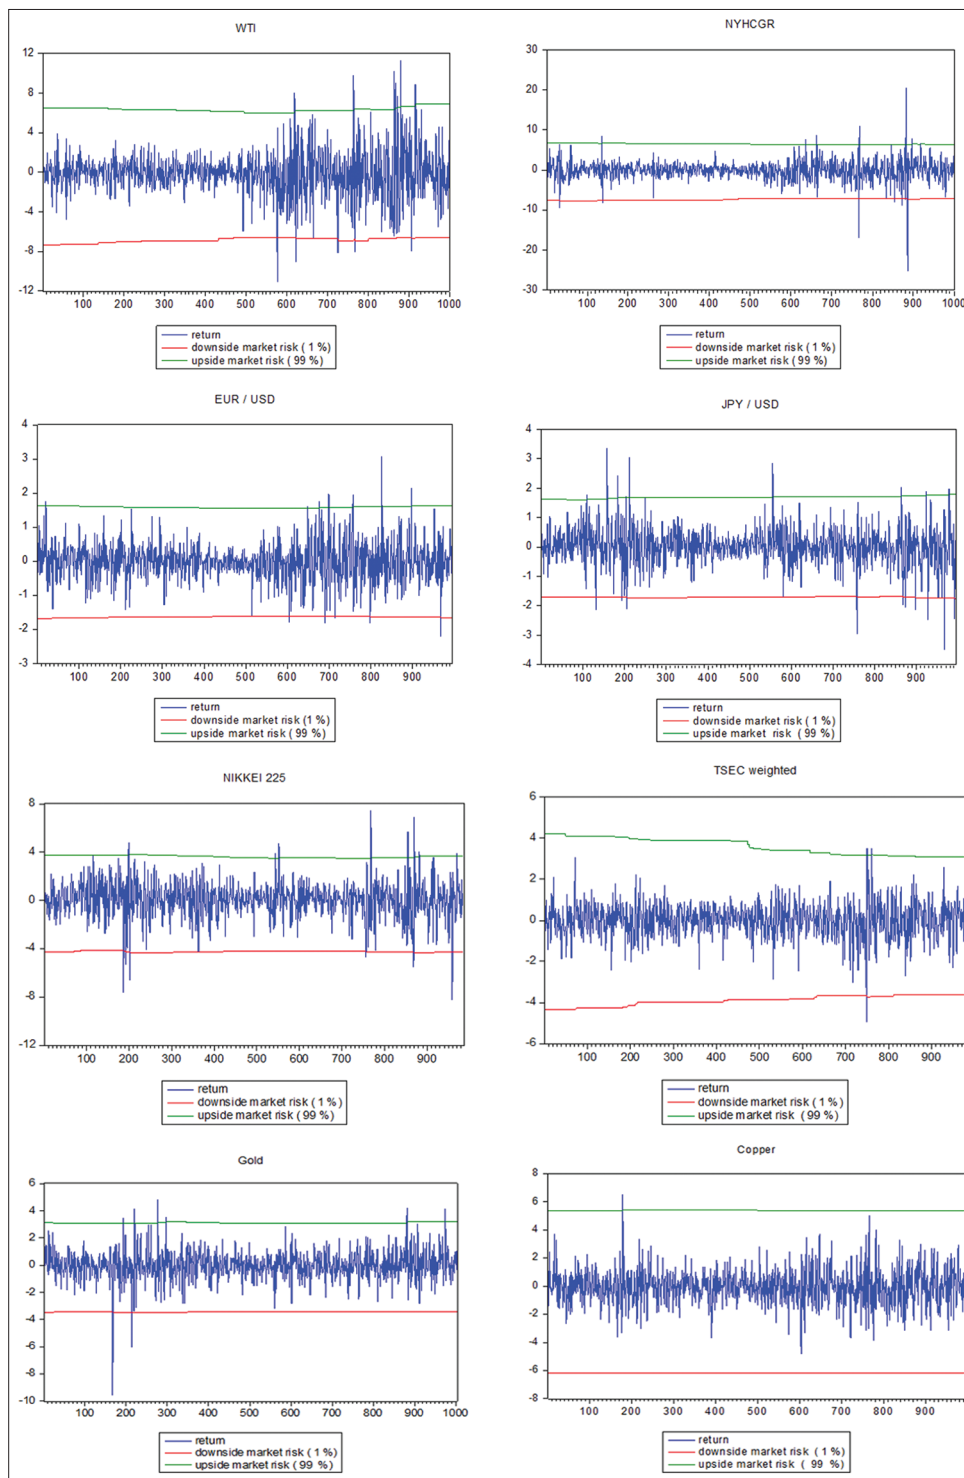 WTI
12
8
4
0
-4
-8
-12
100 200 300 400 500 600 700 800 900 1000
return
downside market risk ( 1 % )
upside market risk ( 99 % )
NYHCGR
30
20
10
0
-10
-20
-30
100 200 300 400 500 600 700 800 900 1000
return
downside market risk ( 1 % )
upside market risk ( 99 % )
EUR / USD
4
3
2
1
0
-1
-2
-3
100 200 300 400 500 600 700 800 900
return
downside market risk (1 %)
upside market risk ( 99 % )
JPY / USD
4
3
2
1
0
-1
-2
-3
-4
100 200 300 400 500 600 700 800 900
return
downside market risk ( 1 % )
upside market risk ( 99 % )
NIKKEI 225
8
4
0
-4
-8
-12
100 200 300 400 500 600 700 800 900
return
downside market risk ( 1 % )
upside market risk ( 99 % )
TSEC weighted
6
4
2
0
-2
-4
-6
100 200 300 400 500 600 700 800 900
return
downside market risk ( 1 % )
upside market risk ( 99 % )
Gold
6
4
2
0
-2
-4
-6
-8
-10
100 200 300 400 500 600 700 800 900 1000
return
downside market risk ( 1 % )
upside market risk ( 99 % )
Copper
8
6
4
2
0
-2
-4
-6
-8
100 200 300 400 500 600 700 800 900
return
downside market risk ( 1 % )
upside market risk ( 99 % )